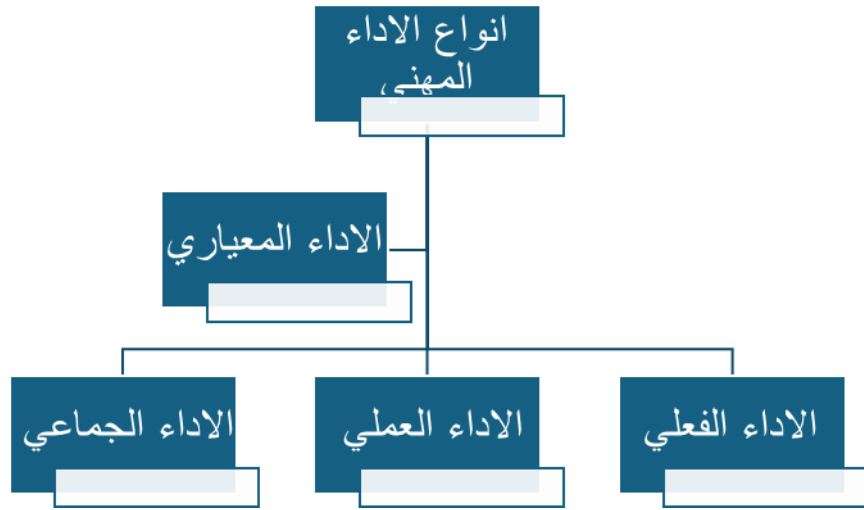 انواع الاداء
المهني
الاداء المعياري
الاداء الفعلي
الاداء العملي
الاداء الجماعي